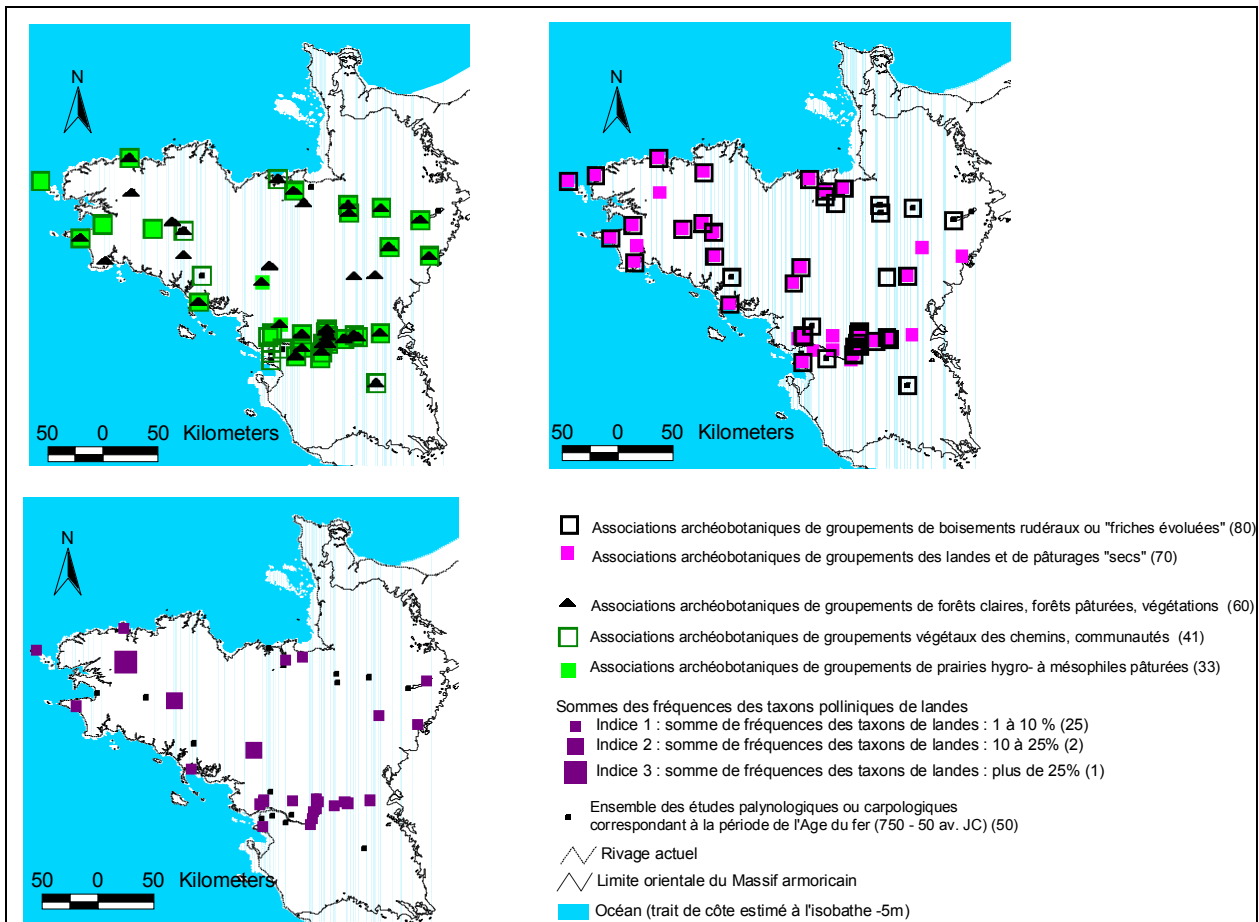 N
50 0 50 Kilometers
N
50 0 50 Kilometers
N
50 0 50 Kilometers
Associations archéobotaniques de groupements de boisements rudéraux ou "friches évoluées" (80)
Associations archéobotaniques de groupements des landes et de pâturages "secs" (70)
Associations archéobotaniques de groupements de forêts claires, forêts pâturées, végétations (60)
Associations archéobotaniques de groupements végétaux des chemins, communautés (41)
Associations archéobotaniques de groupements de prairies hygro- à mésophiles pâturées (33)
Sommes des fréquences des taxons polliniques de landes
Indice 1 : somme de fréquences des taxons de landes : 1 à 10 % (25)
Indice 2 : somme de fréquences des taxons de landes : 10 à 25% (2)
Indice 3 : somme de fréquences des taxons de landes : plus de 25% (1)
Ensemble des études palynologiques ou carpologiques
correspondant à la période de l'Age du fer (750 - 50 av. JC) (50)
Rivage actuel
Limite orientale du Massif armoricain
Océan (trait de côte estimé à l'isobathe -5m)